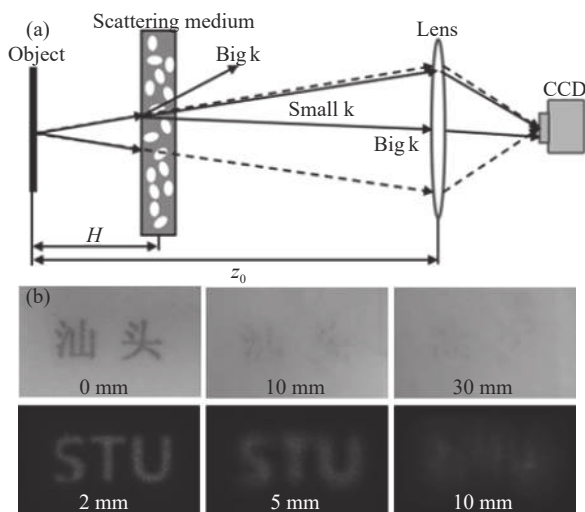 (a)
Scattering medium
Object
Big k
Lens
CCD
Small k
Big k
H
z0
(b)
汕头
0 mm
10 mm
30 mm
STU
2 mm
STU
5 mm
10 mm